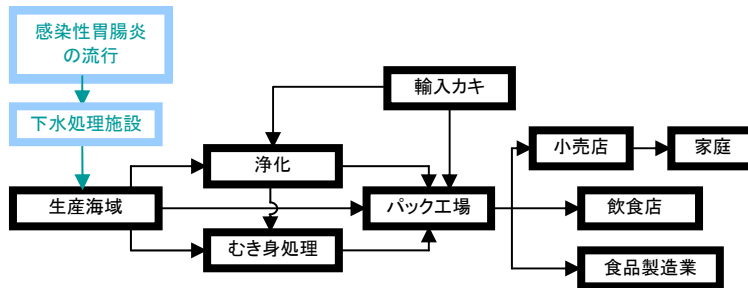 感染性胃腸炎
の流行
輸入カキ
下水処理施設
小売店
家庭
浄化
生産海域
パック工場
飲食店
むき身処理
食品製造業